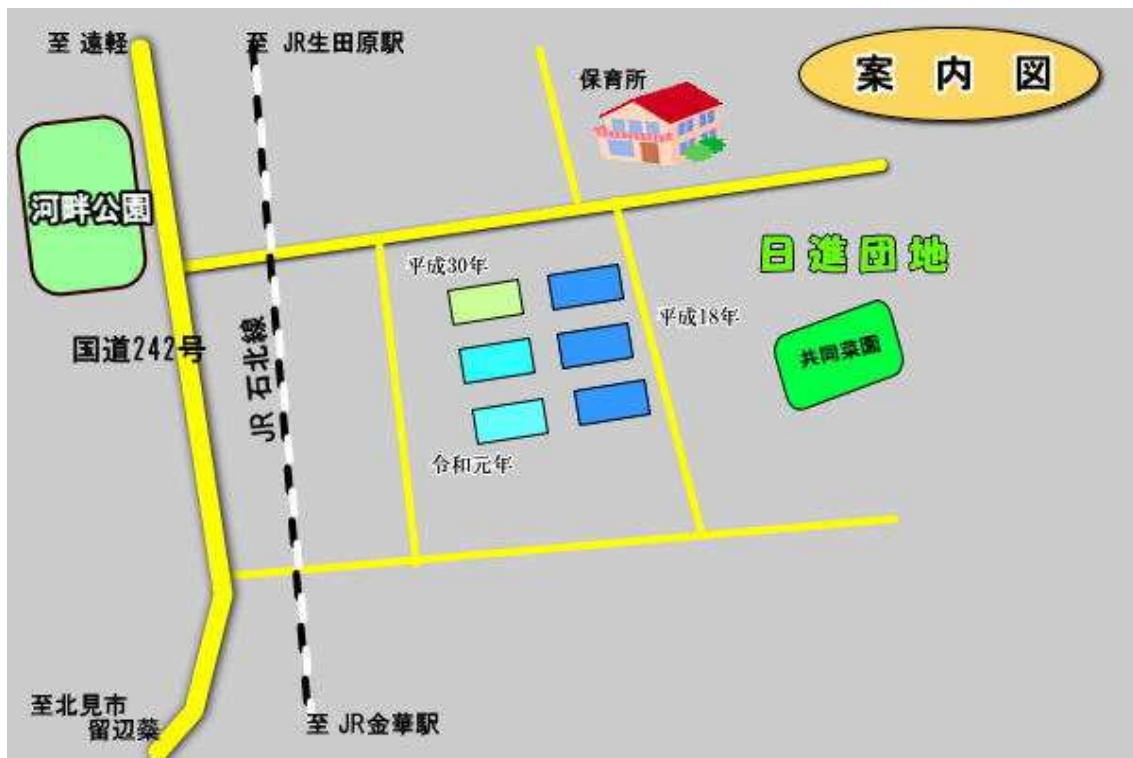 至 遠軽
至 JR生田原駅
保育所
案 内 図
河畔公園
日進団地
平成30年
平成18年
国道242号
JR 石北線
共同菜園
令和元年
至北見市
留辺蘂
至 JR金華駅